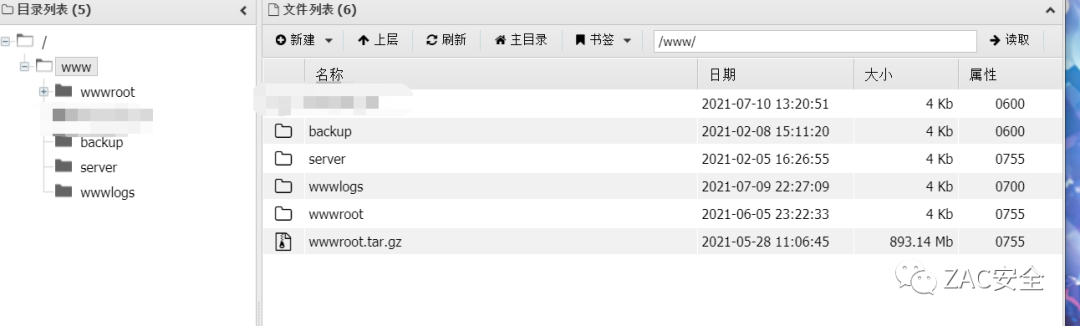 目录列表 (5)
/
www
wwwroot
backup
server
wwwlogs
文件列表 (6)
新建 上层 刷新 主目录 书签 /www/ 读取
名称 日期 大小 属性
2021-07-10 13:20:51 4 Kb 0600
backup 2021-02-08 15:11:20 4 Kb 0600
server 2021-02-05 16:26:55 4 Kb 0755
wwwlogs 2021-07-09 22:27:09 4 Kb 0700
wwwroot 2021-06-05 23:22:33 4 Kb 0755
wwwroot.tar.gz 2021-05-28 11:06:45 893.14 Mb 0755
ZAC安全